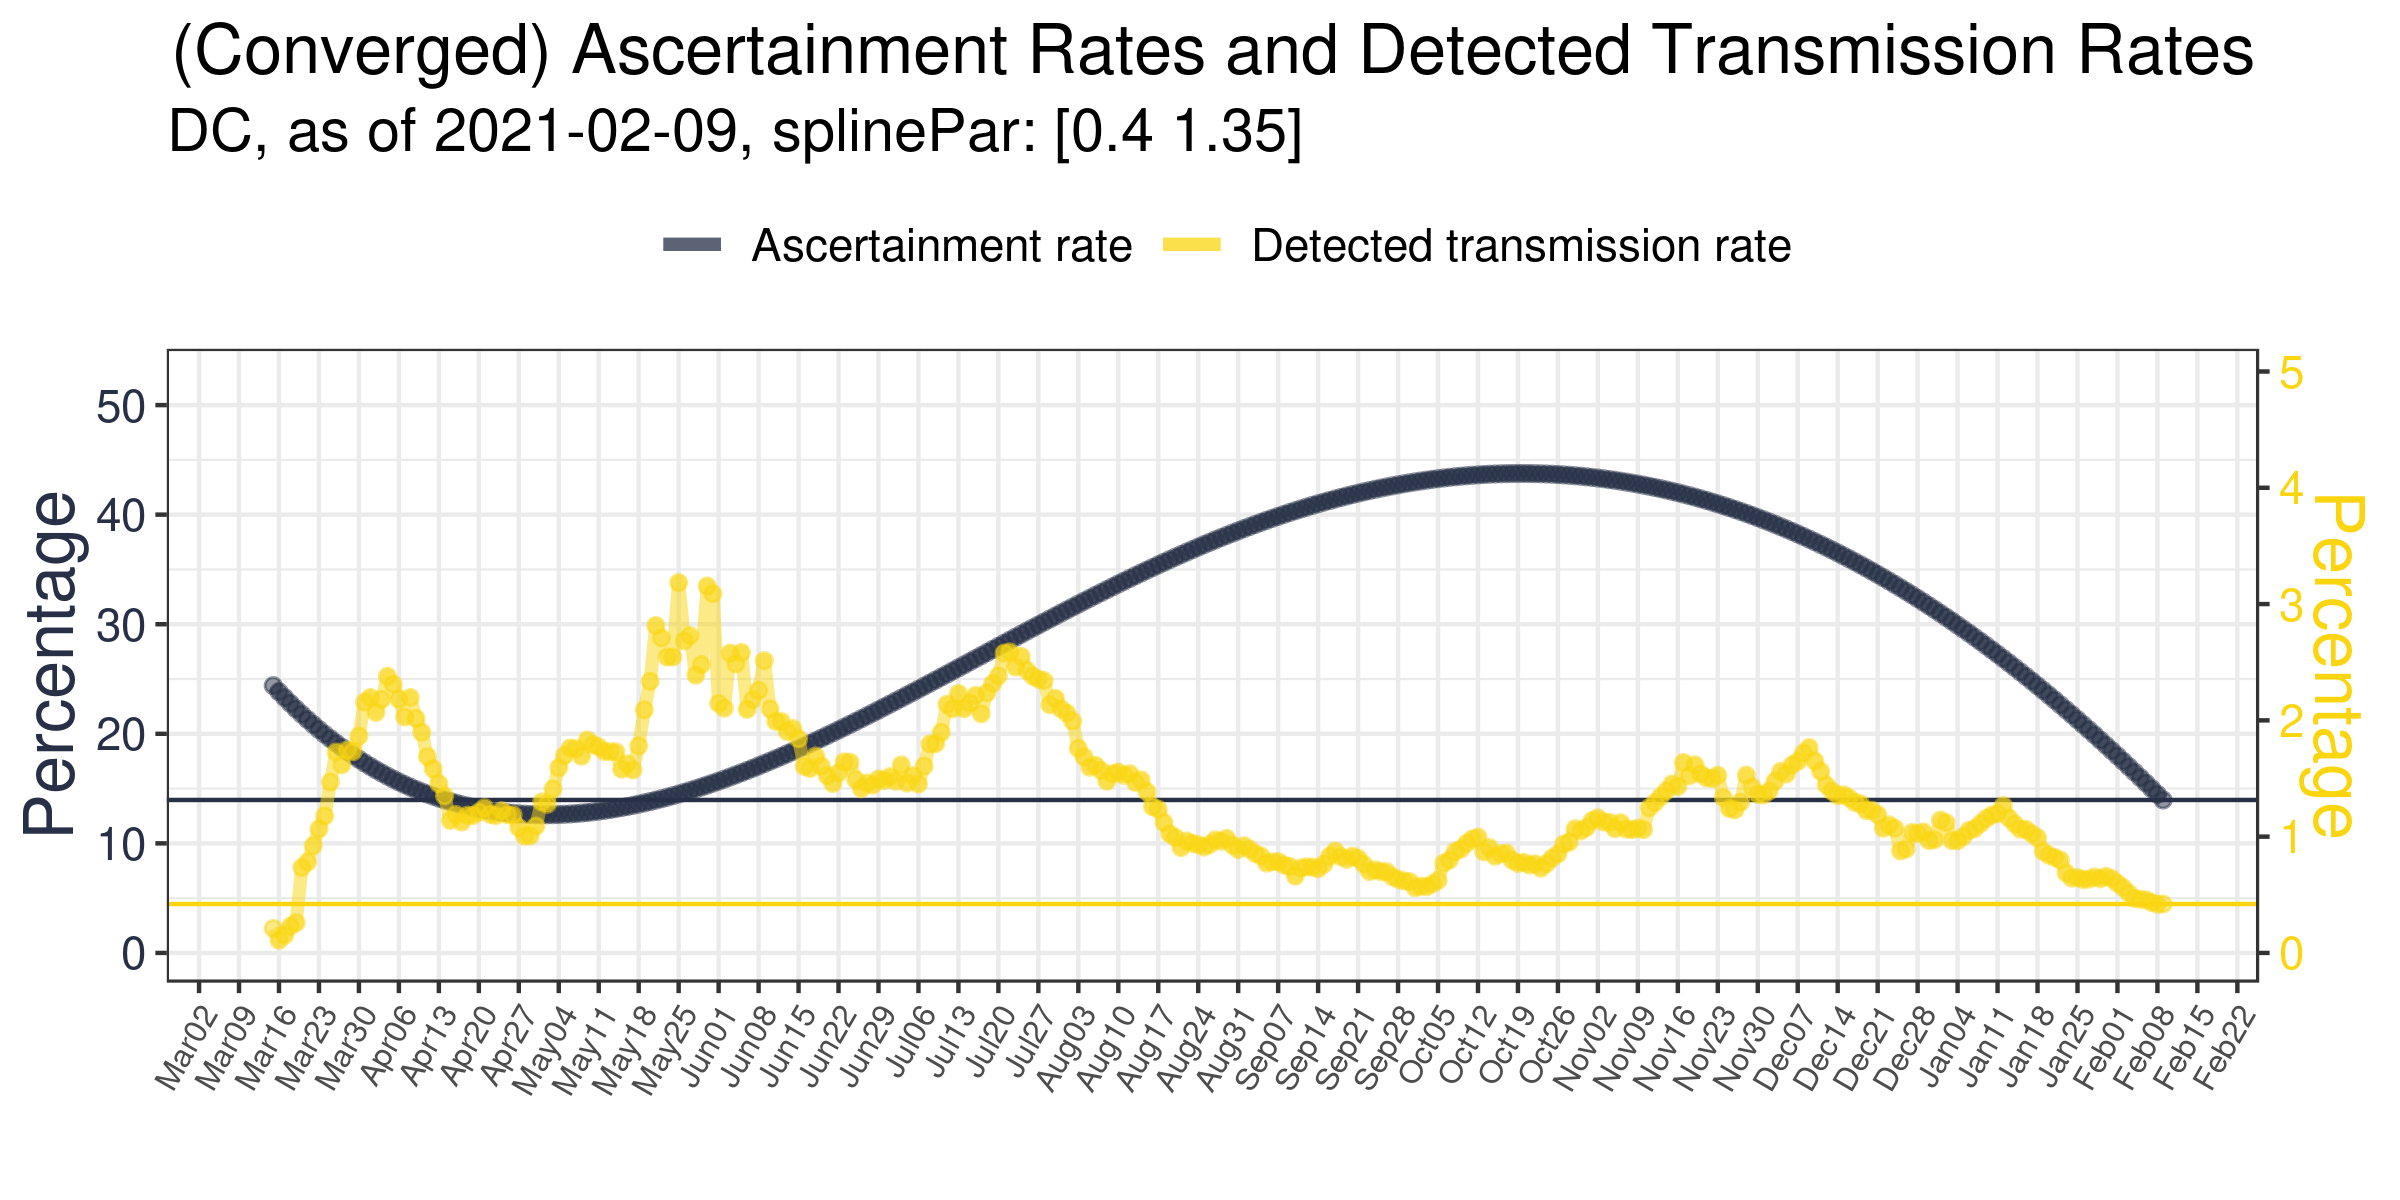 (Converged) Ascertainment Rates and Detected Transmission Rates
DC, as of 2021-02-09, splinePar: [0.4 1.35]
Ascertainment rate Detected transmission rate
Percentage
50
40
30
20
10
0
5
4
3
2
1
0
Percentage
Mar02 Mar09 Mar16 Mar23 Mar30 Apr06 Apr13 Apr20 Apr27 May04 May11 May18 May25 Jun01 Jun08 Jun15 Jun22 Jun29 Jul06 Jul13 Jul20 Jul27 Aug03 Aug10 Aug17 Aug24 Aug31 Sep07 Sep14 Sep21 Sep28 Oct05 Oct12 Oct19 Oct26 Nov02 Nov09 Nov16 Nov23 Nov30 Dec07 Dec14 Dec21 Dec28 Jan04 Jan11 Jan18 Jan25 Feb01 Feb08 Feb15 Feb22